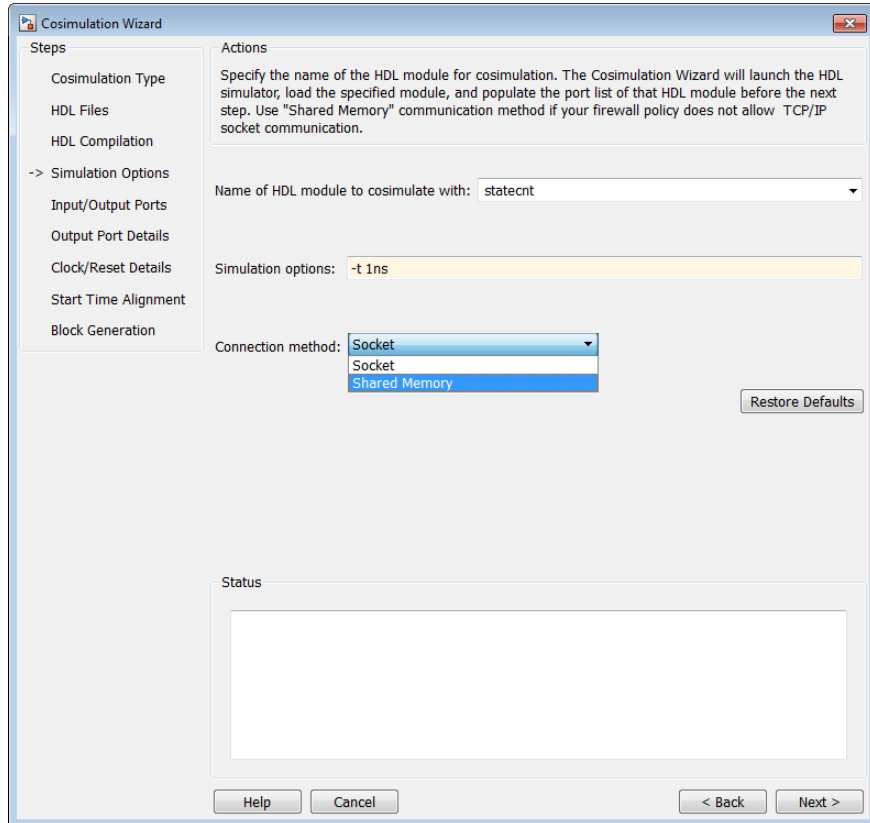 Cosimulation Wizard
Steps
Cosimulation Type
HDL Files
HDL Compilation
-> Simulation Options
Input/Output Ports
Output Port Details
Clock/Reset Details
Start Time Alignment
Block Generation
Actions
Specify the name of the HDL module for cosimulation. The Cosimulation Wizard will launch the HDL
simulator, load the specified module, and populate the port list of that HDL module before the next
step. Use "Shared Memory" communication method if your firewall policy does not allow TCP/IP
socket communication.
Name of HDL module to cosimulate with: statecnt
Simulation options: -t 1ns
Connection method: Socket
Socket
Shared Memory
Restore Defaults
Status
Help Cancel < Back Next >